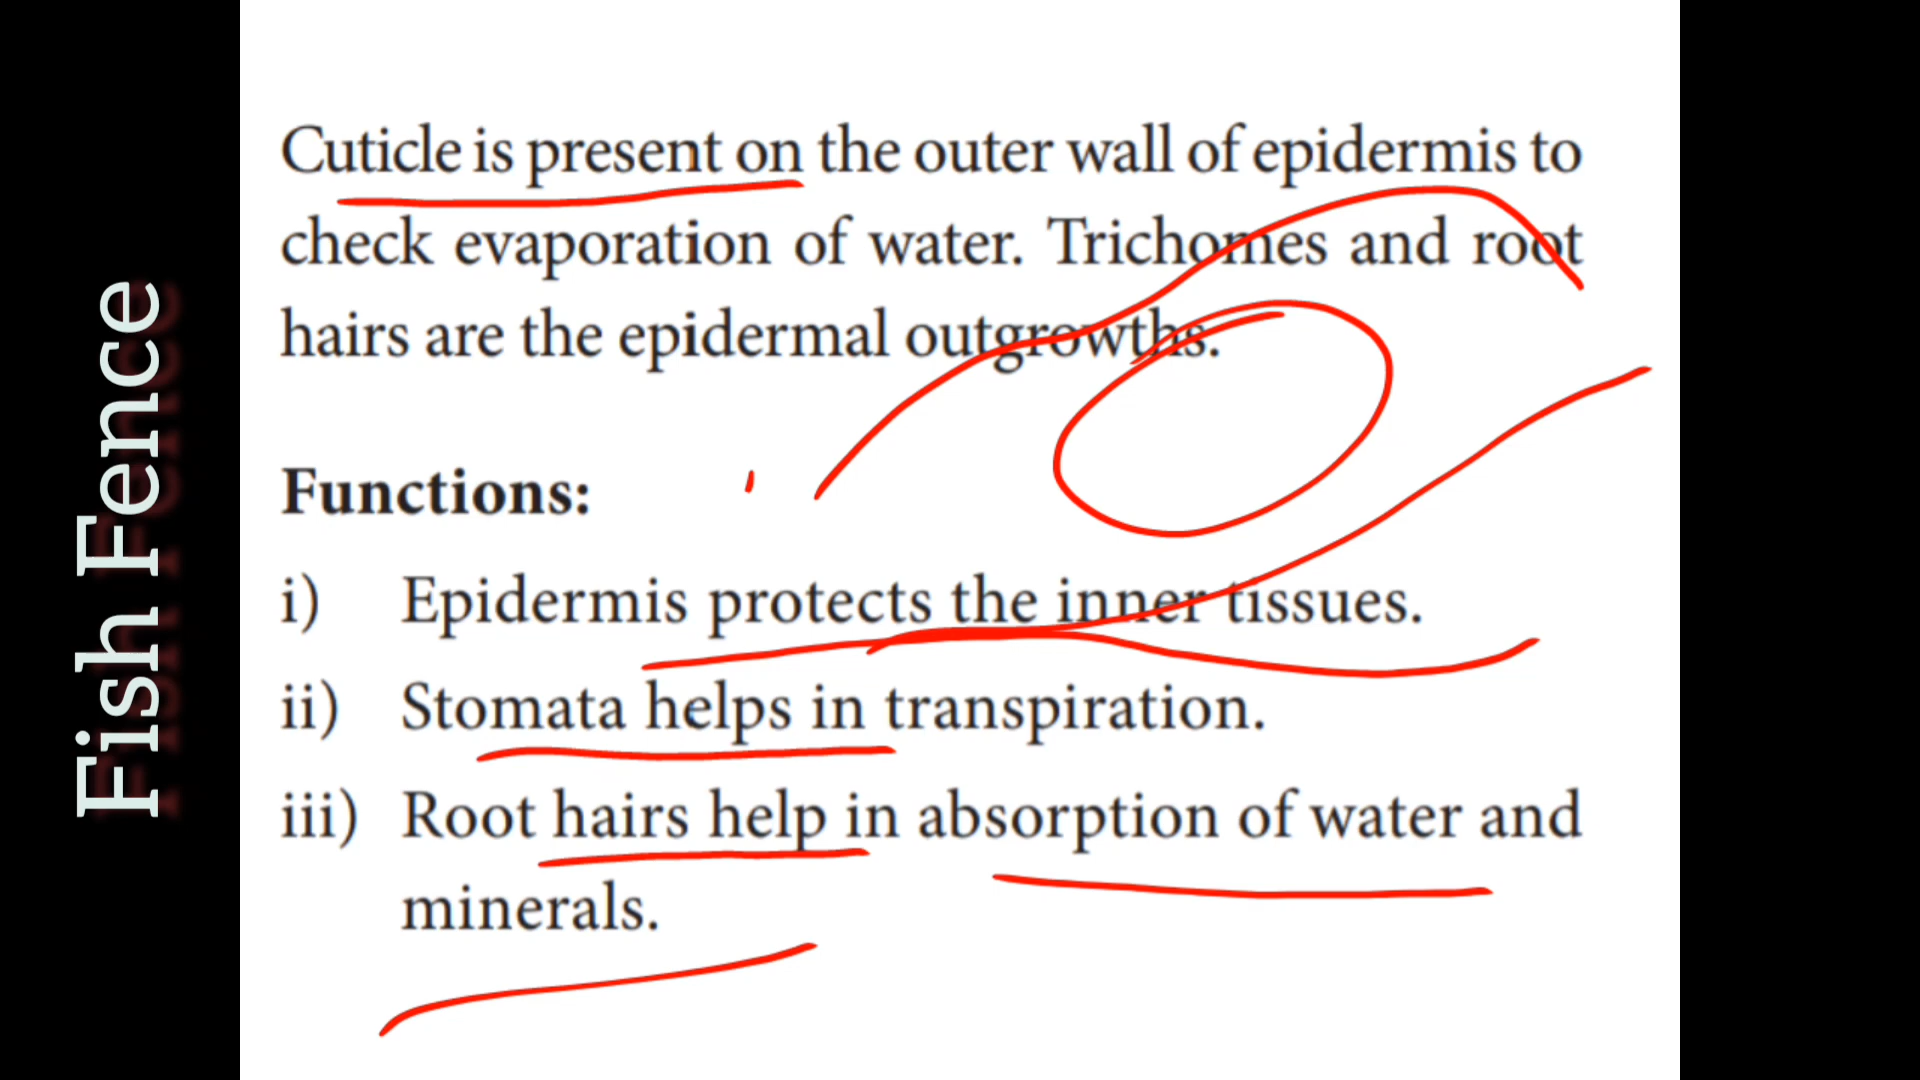 Fish Fence
Cuticle is present on the outer wall of epidermis to
check evaporation of water. Trichomes and root
hairs are the epidermal outgrowths.
Functions:
i) Epidermis protects the inner tissues.
ii) Stomata helps in transpiration.
iii) Root hairs help in absorption of water and
minerals.